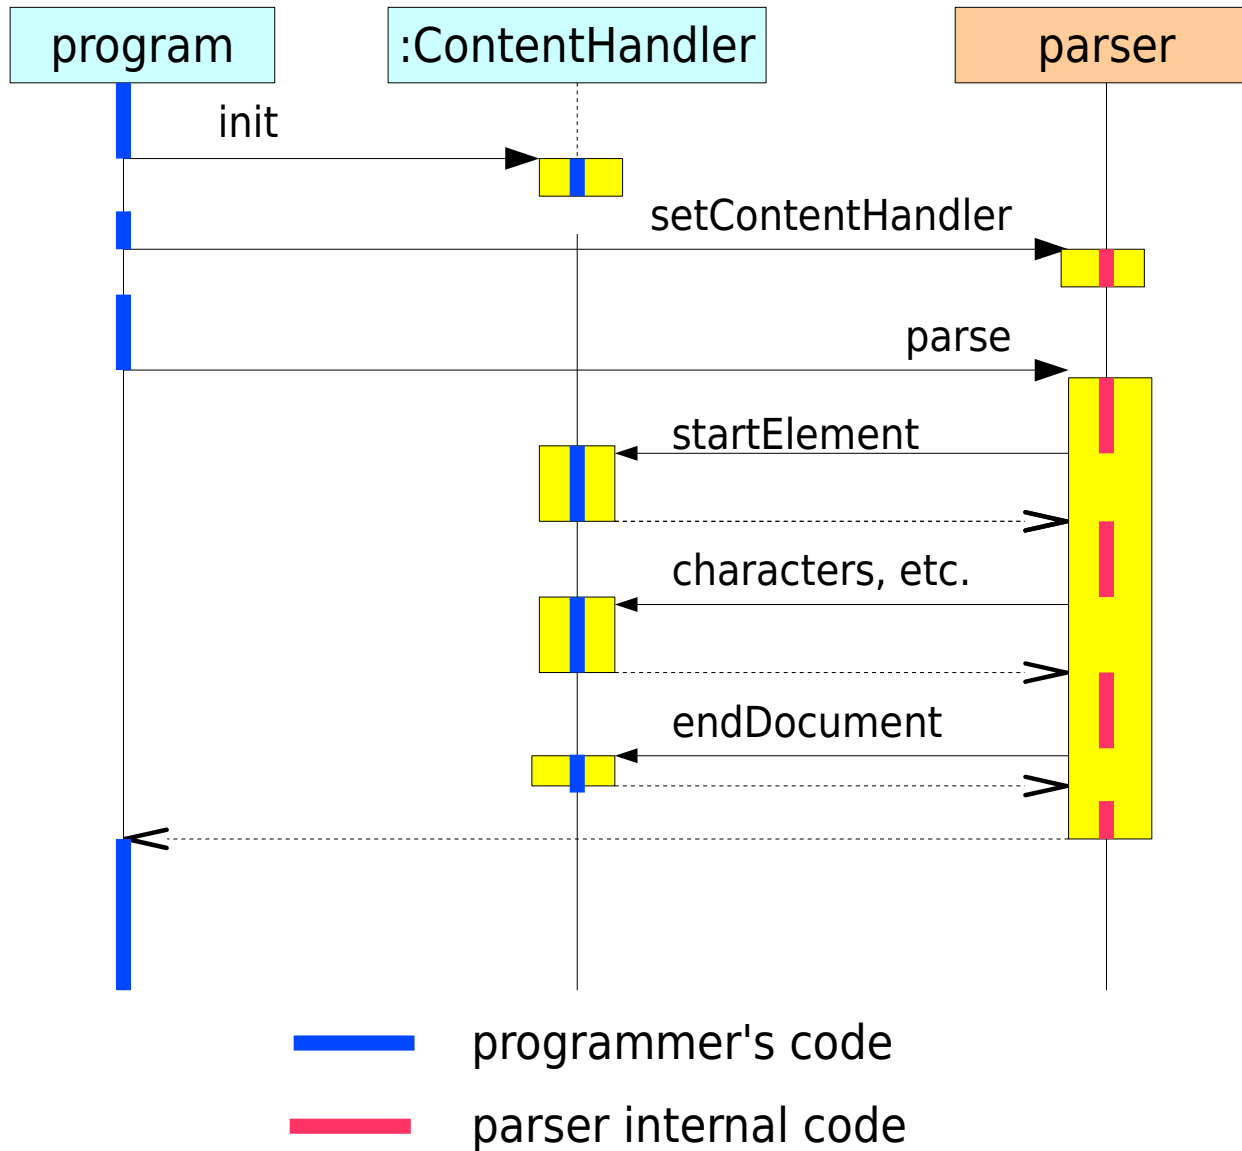 program
:ContentHandler
parser
init
setContentHandler
parse
startElement
characters, etc.
endDocument
programmer's code
parser internal code